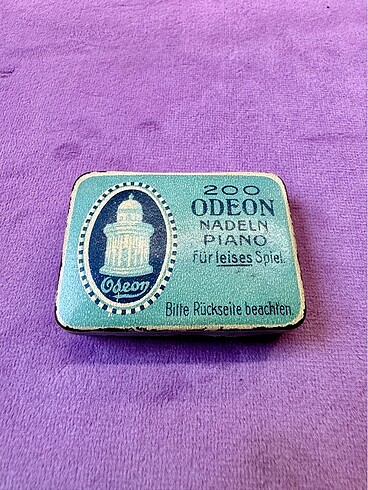 200
ODEON
NADELN
PIANO
für leises Spiel.
Odeon
Bitte Rückseite beachten.